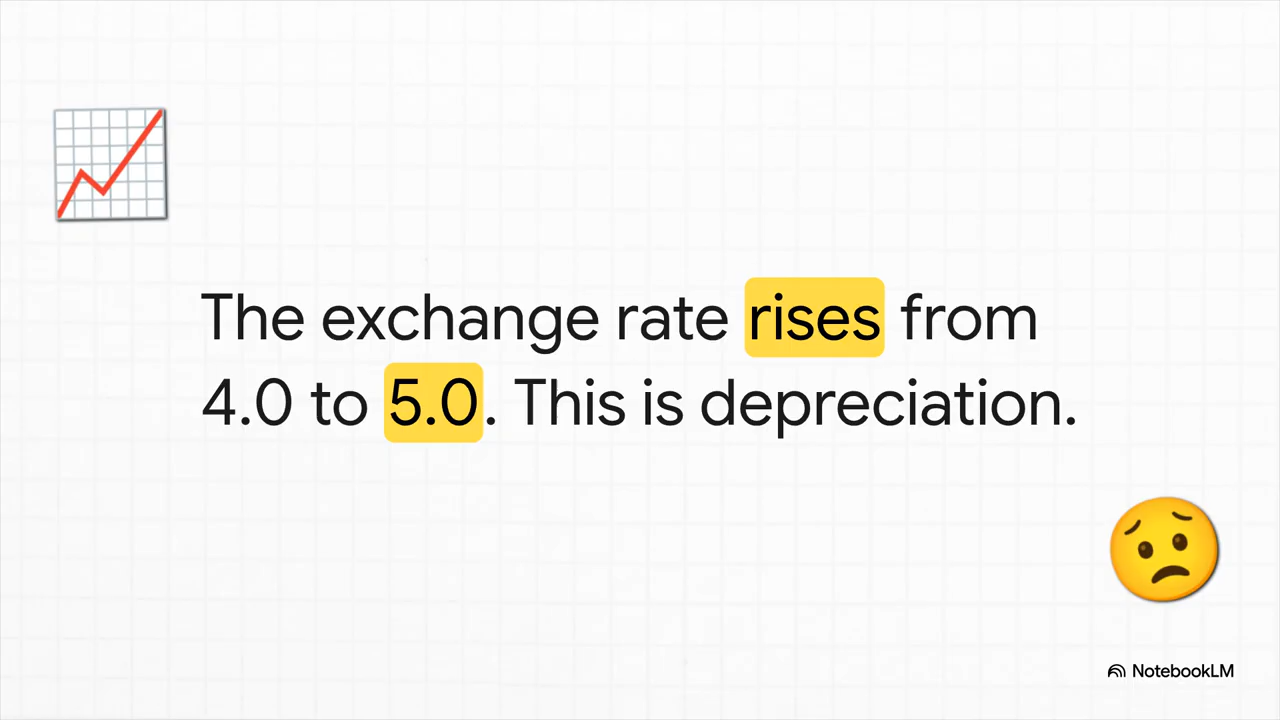 The exchange rate rises from
4.0 to 5.0. This is depreciation.
NotebookLM